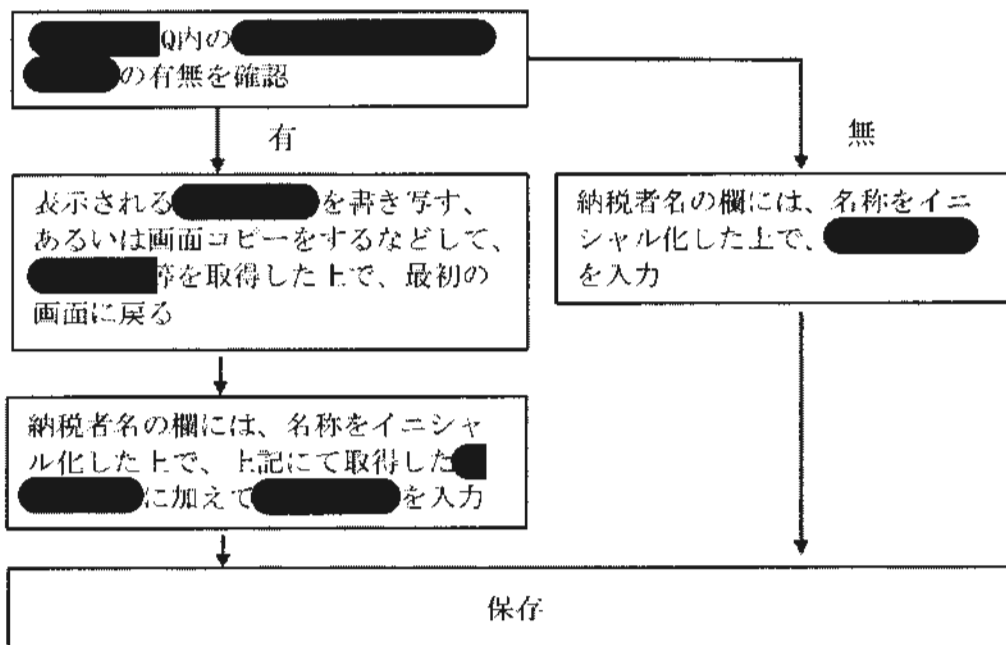 Q内の
の有無を確認
有
無
表示される を書き写す、
あるいは画面コピーをするなどして、
等を取得した上で、最初の
画面に戻る
納税者名の欄には、名称をイニ
シャル化した上で、
を入力
納税者名の欄には、名称をイニシャ
ル化した上で、上記にて取得した
に加えて を入力
保存